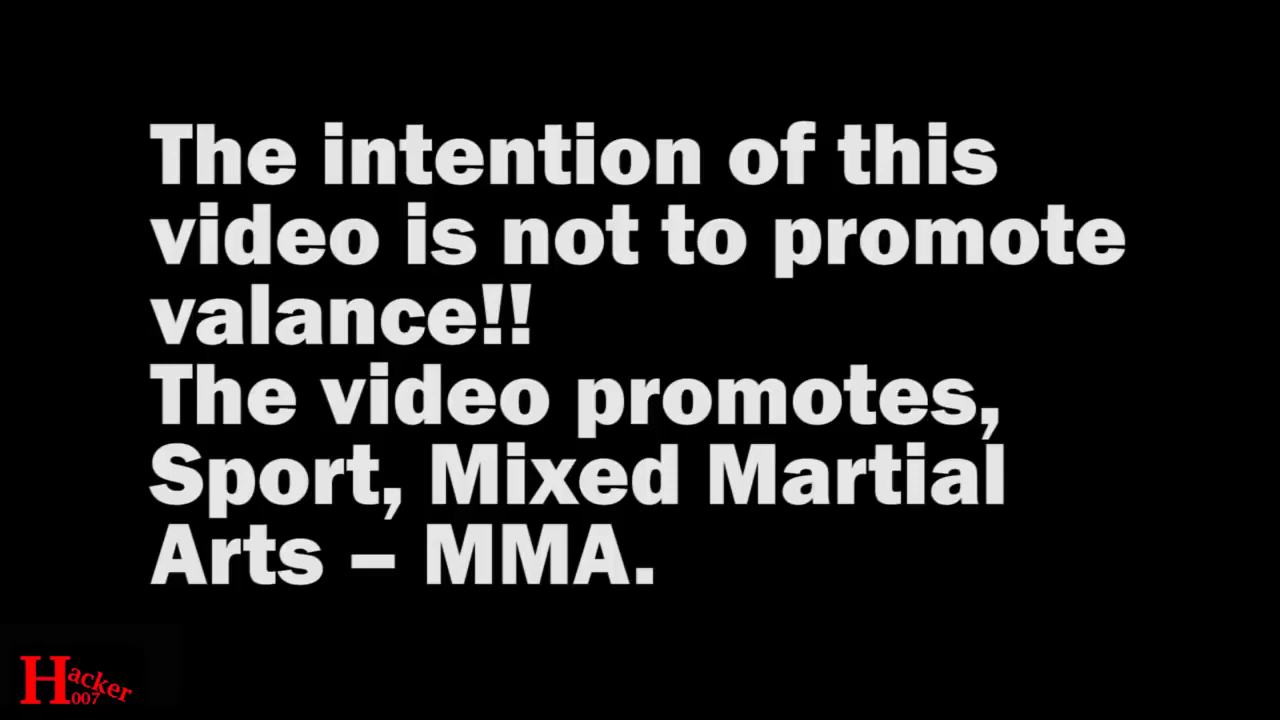 The intention of this
video is not to promote
valance!!
The video promotes,
Sport, Mixed Martial
Arts – MMA.
Hacker
007